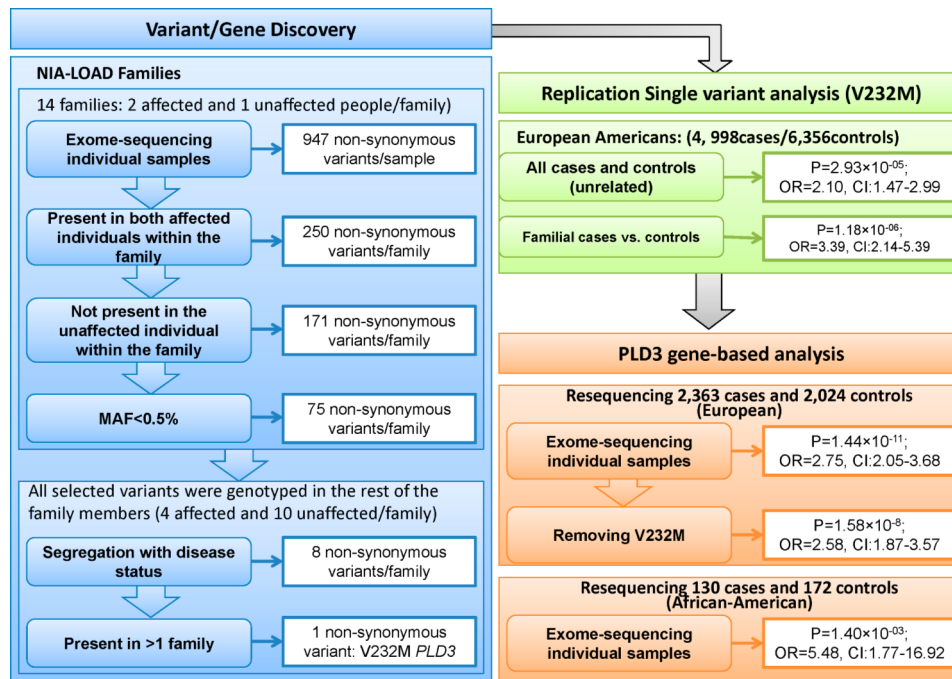 Variant/Gene Discovery
NIA-LOAD Families
14 families: 2 affected and 1 unaffected people/family)
Exome-sequencing
individual samples
947 non-synonymous
variants/sample
Present in both affected
individuals within the
family
250 non-synonymous
variants/family
Not present in the
unaffected individual
within the family
171 non-synonymous
variants/family
MAF<0.5%
75 non-synonymous
variants/family
All selected variants were genotyped in the rest of the
family members (4 affected and 10 unaffected/family)
Segregation with disease
status
8 non-synonymous
variants/family
Present in >1 family
1 non-synonymous
variant: V232M PLD3
Replication Single variant analysis (V232M)
European Americans: (4, 998cases/6,356controls)
All cases and controls
(unrelated)
P=2.93×10⁻⁰⁵;
OR=2.10, CI:1.47-2.99
Familial cases vs. controls
P=1.18×10⁻⁰⁶;
OR=3.39, CI:2.14-5.39
PLD3 gene-based analysis
Resequencing 2,363 cases and 2,024 controls
(European)
Exome-sequencing
individual samples
P=1.44×10⁻¹¹;
OR=2.75, CI:2.05-3.68
Removing V232M
P=1.58×10⁻⁸;
OR=2.58, CI:1.87-3.57
Resequencing 130 cases and 172 controls
(African-American)
Exome-sequencing
individual samples
P=1.40×10⁻⁰³;
OR=5.48, CI:1.77-16.92